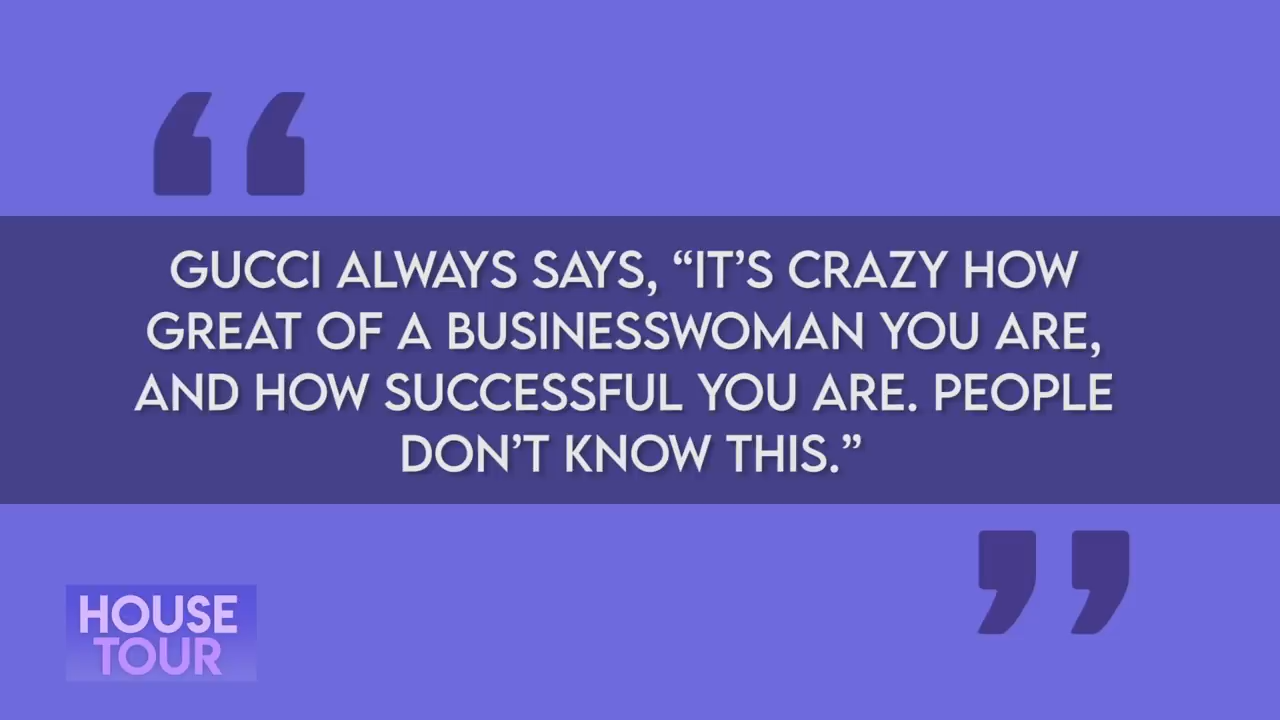 GUCCI ALWAYS SAYS, “IT’S CRAZY HOW
GREAT OF A BUSINESSWOMAN YOU ARE,
AND HOW SUCCESSFUL YOU ARE. PEOPLE
DON’T KNOW THIS.”
HOUSE
TOUR